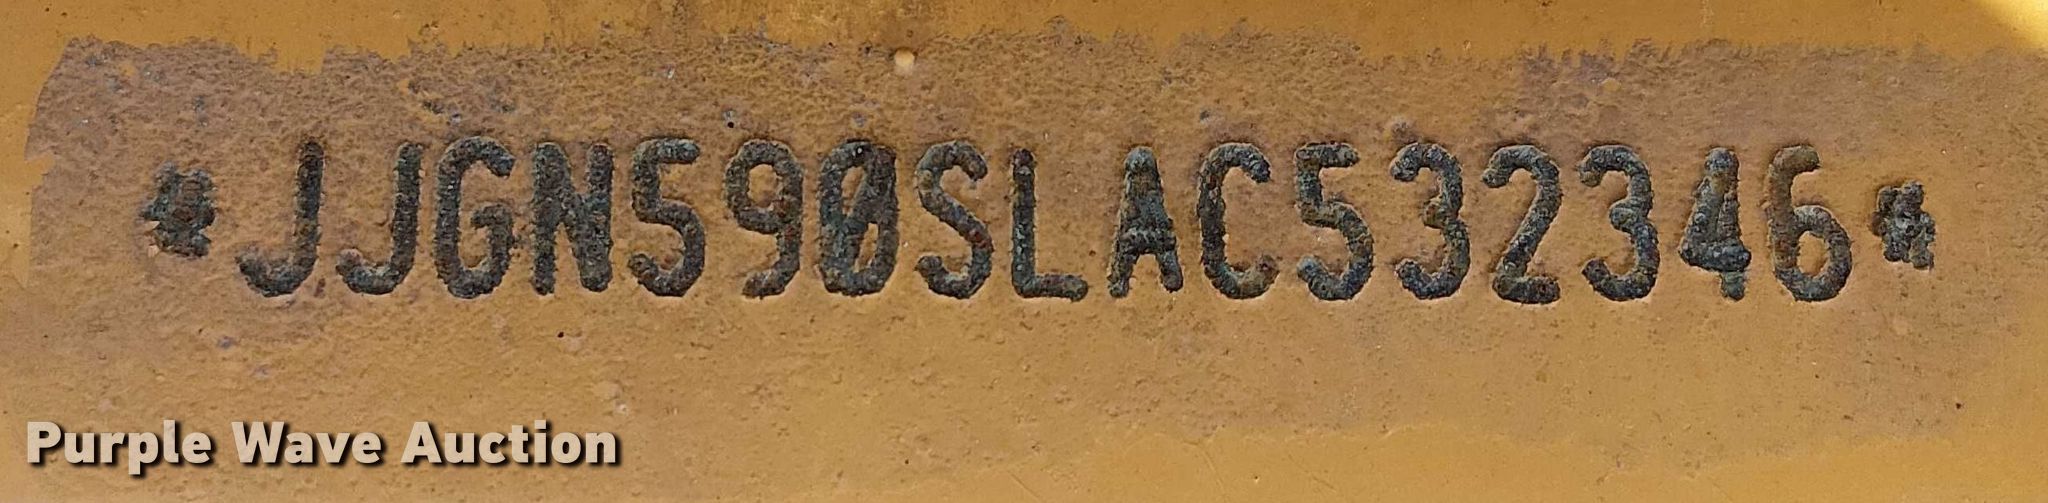 *JJGN590SLAC532346*
Purple Wave Auction